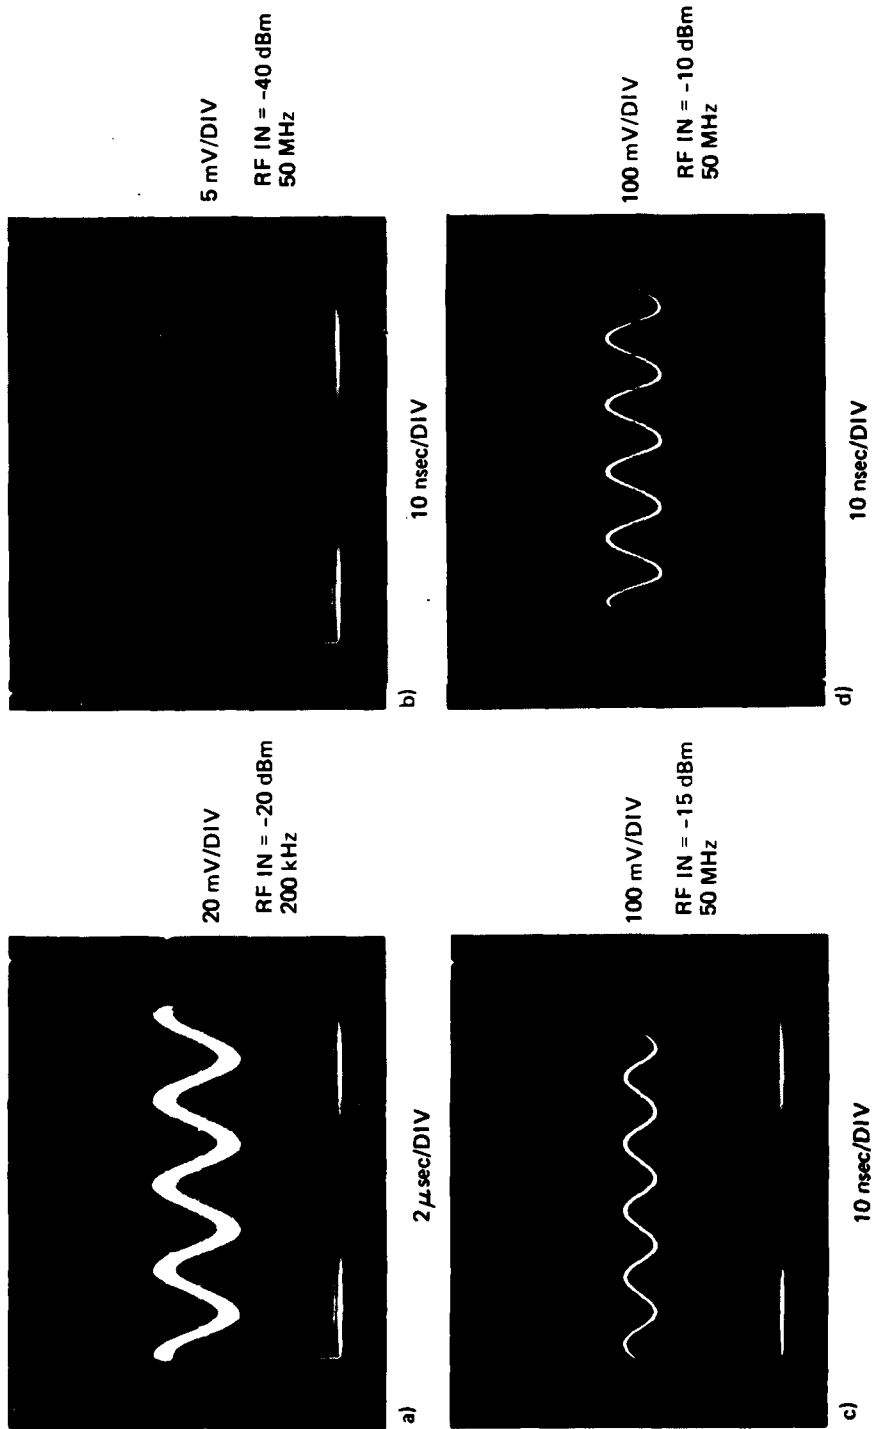 20 mV/DIV
RF IN = -20 dBm
200 kHz
2 μsec/DIV
a)
5 mV/DIV
RF IN = -40 dBm
50 MHz
10 nsec/DIV
b)
100 mV/DIV
RF IN = -15 dBm
50 MHz
10 nsec/DIV
c)
100 mV/DIV
RF IN = -10 dBm
50 MHz
10 nsec/DIV
d)